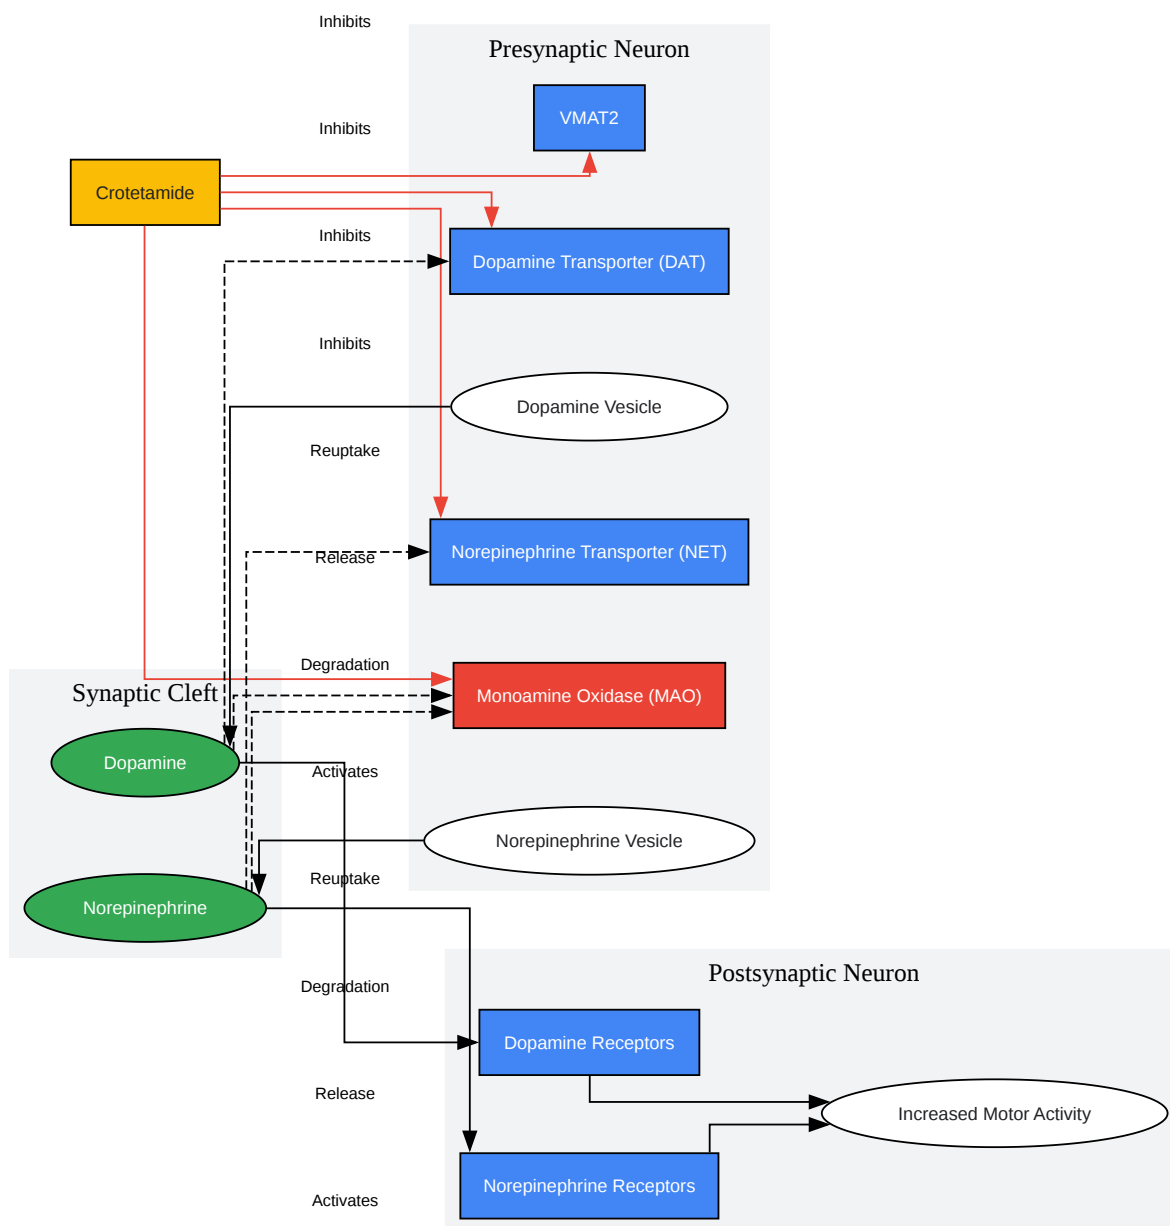 Inhibits
Presynaptic Neuron
VMAT2
Inhibits
Crotetamide
Inhibits
Dopamine Transporter (DAT)
Inhibits
Dopamine Vesicle
Reuptake
Norepinephrine Transporter (NET)
Release
Degradation
Synaptic Cleft
Monoamine Oxidase (MAO)
Dopamine
Activates
Norepinephrine Vesicle
Reuptake
Norepinephrine
Postsynaptic Neuron
Degradation
Dopamine Receptors
Release
Increased Motor Activity
Norepinephrine Receptors
Activates